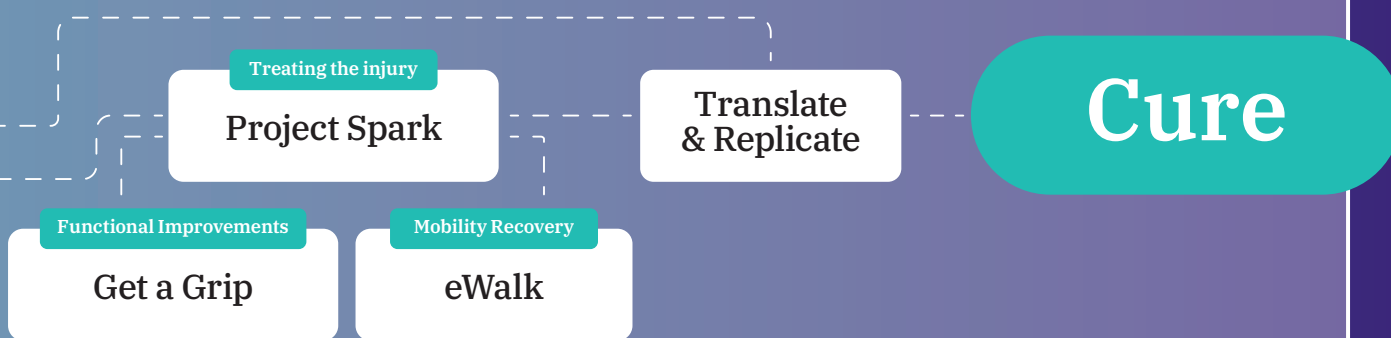 Treating the injury
Project Spark
Translate
& Replicate
Cure
Functional Improvements
Get a Grip
Mobility Recovery
eWalk